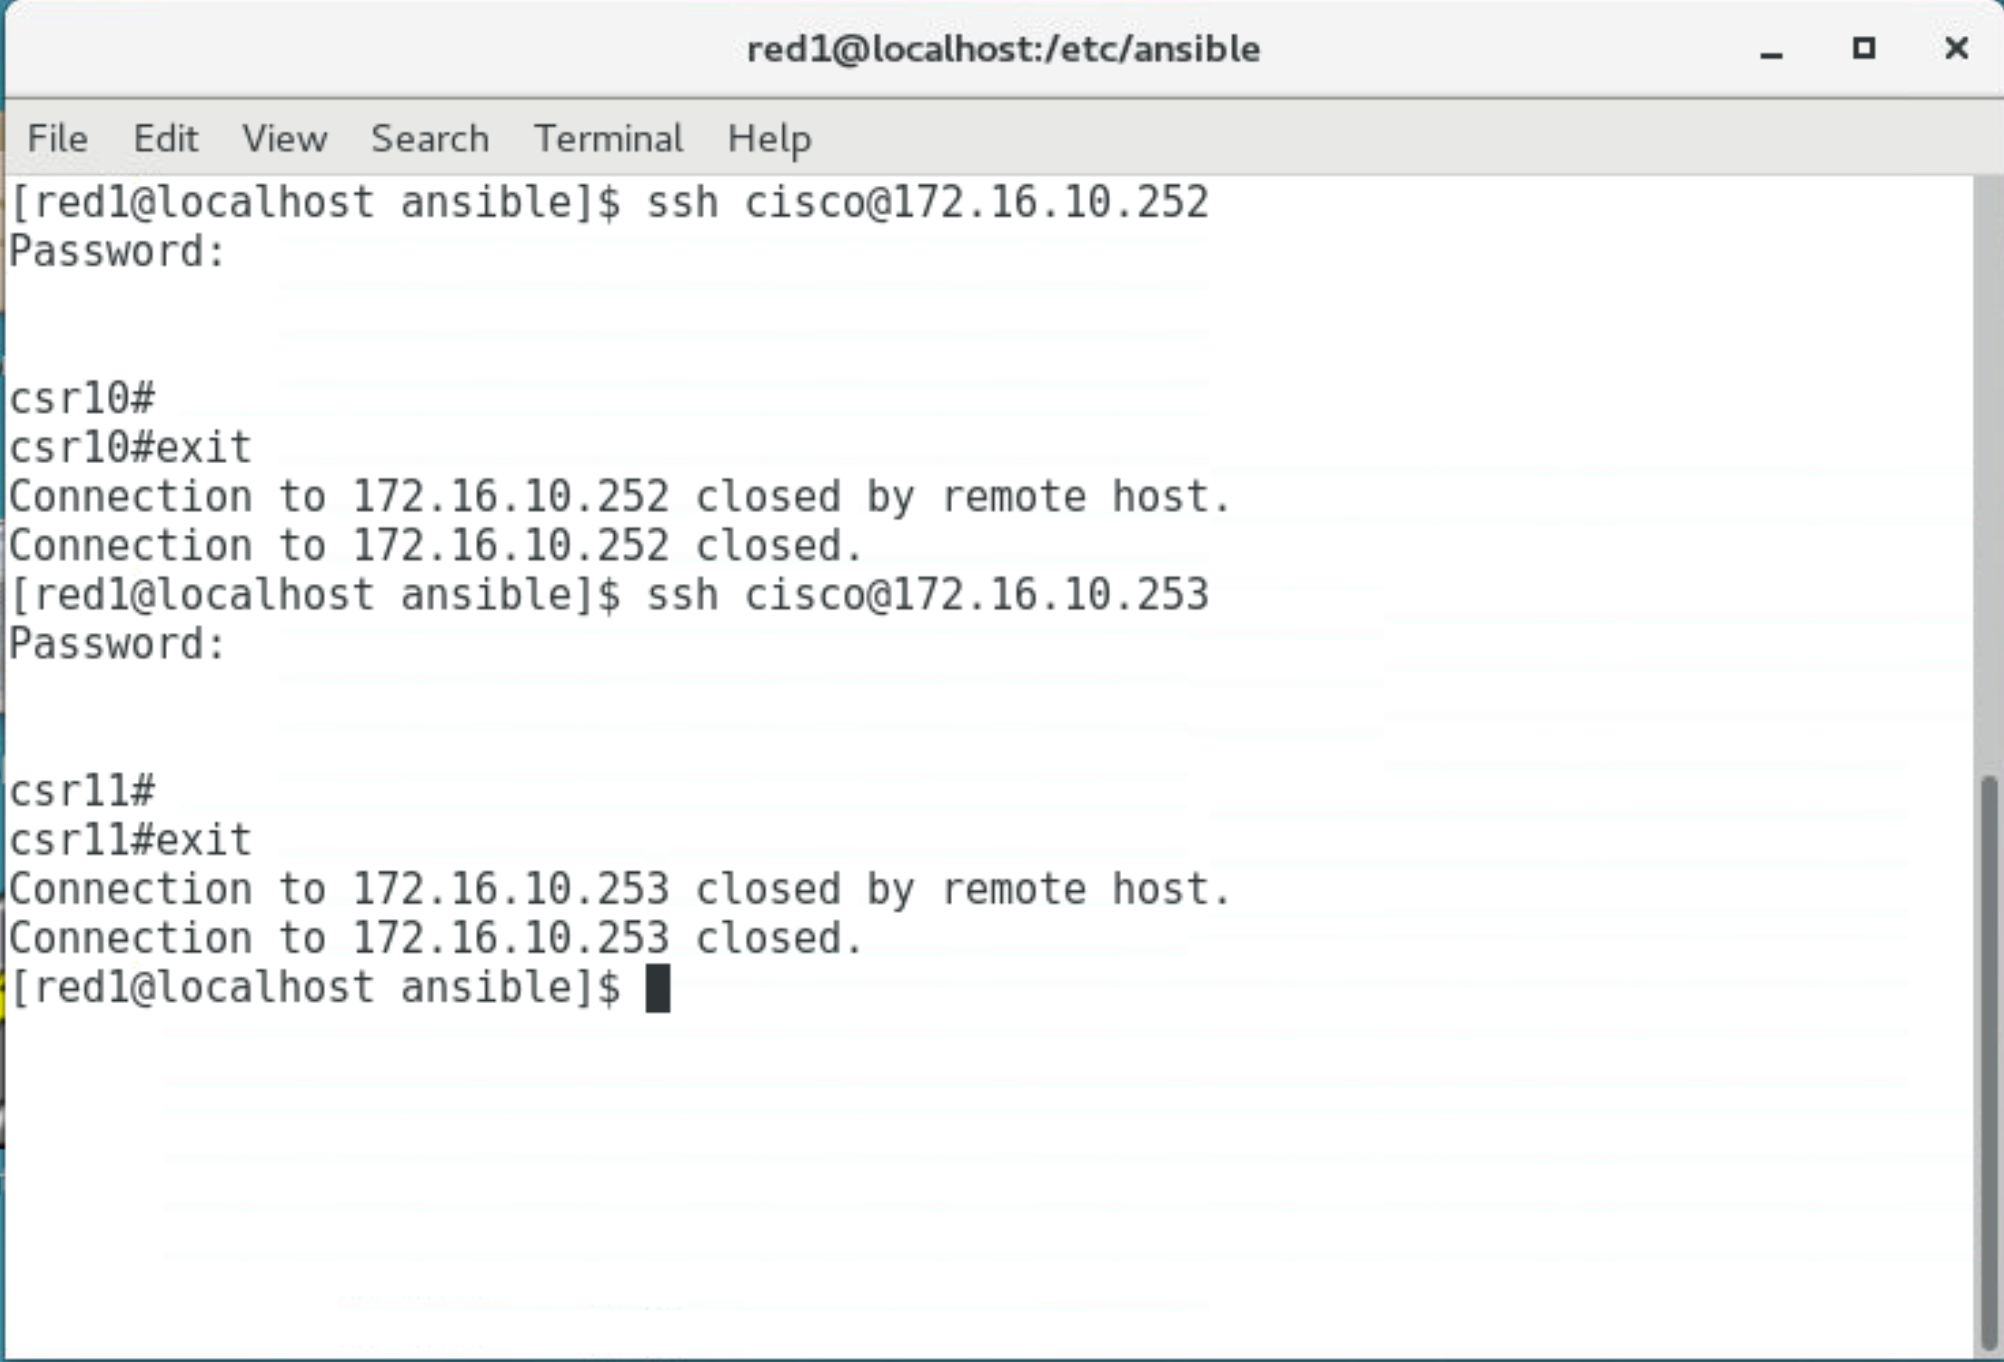 red1@localhost:/etc/ansible
File Edit View Search Terminal Help
[red1@localhost ansible]$ ssh cisco@172.16.10.252
Password:
csr10#
csr10#exit
Connection to 172.16.10.252 closed by remote host.
Connection to 172.16.10.252 closed.
[red1@localhost ansible]$ ssh cisco@172.16.10.253
Password:
csr11#
csr11#exit
Connection to 172.16.10.253 closed by remote host.
Connection to 172.16.10.253 closed.
[red1@localhost ansible]$